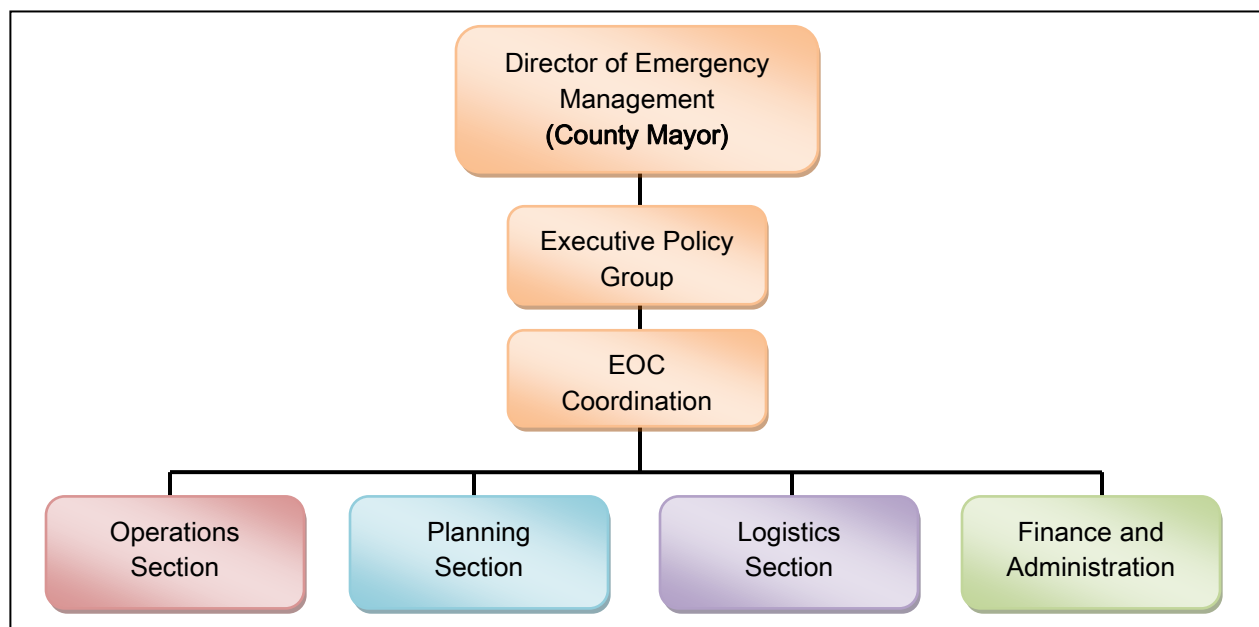 Director of Emergency
Management
(County Mayor)
Executive Policy
Group
EOC
Coordination
Operations
Section
Planning
Section
Logistics
Section
Finance and
Administration